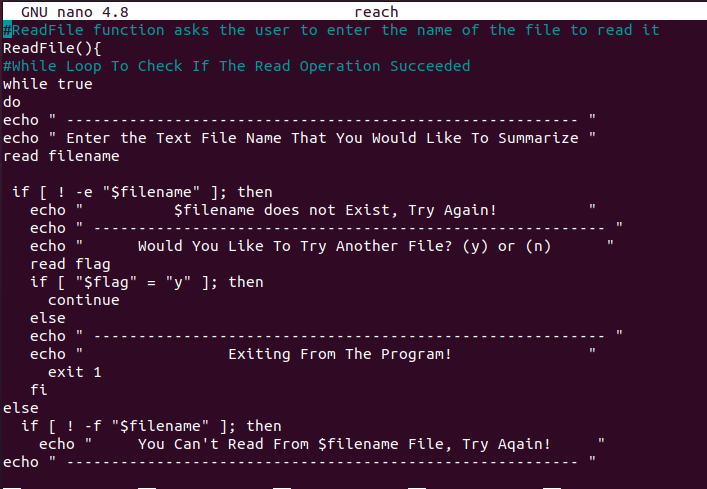 GNU nano 4.8 reach
#ReadFile function asks the user to enter the name of the file to read it
ReadFile(){
#While Loop To Check If The Read Operation Succeeded
while true
do
echo " --------------------------------------------------------- "
echo " Enter the Text File Name That You Would Like To Summarize "
read filename
if [ ! -e "$filename" ]; then
echo " $filename does not Exist, Try Again! "
echo " --------------------------------------------------------- "
echo " Would You Like To Try Another File? (y) or (n) "
read flag
if [ "$flag" = "y" ]; then
continue
else
echo " --------------------------------------------------------- "
echo " Exiting From The Program! "
exit 1
fi
else
if [ ! -f "$filename" ]; then
echo " You Can't Read From $filename File, Try Again! "
echo " --------------------------------------------------------- "